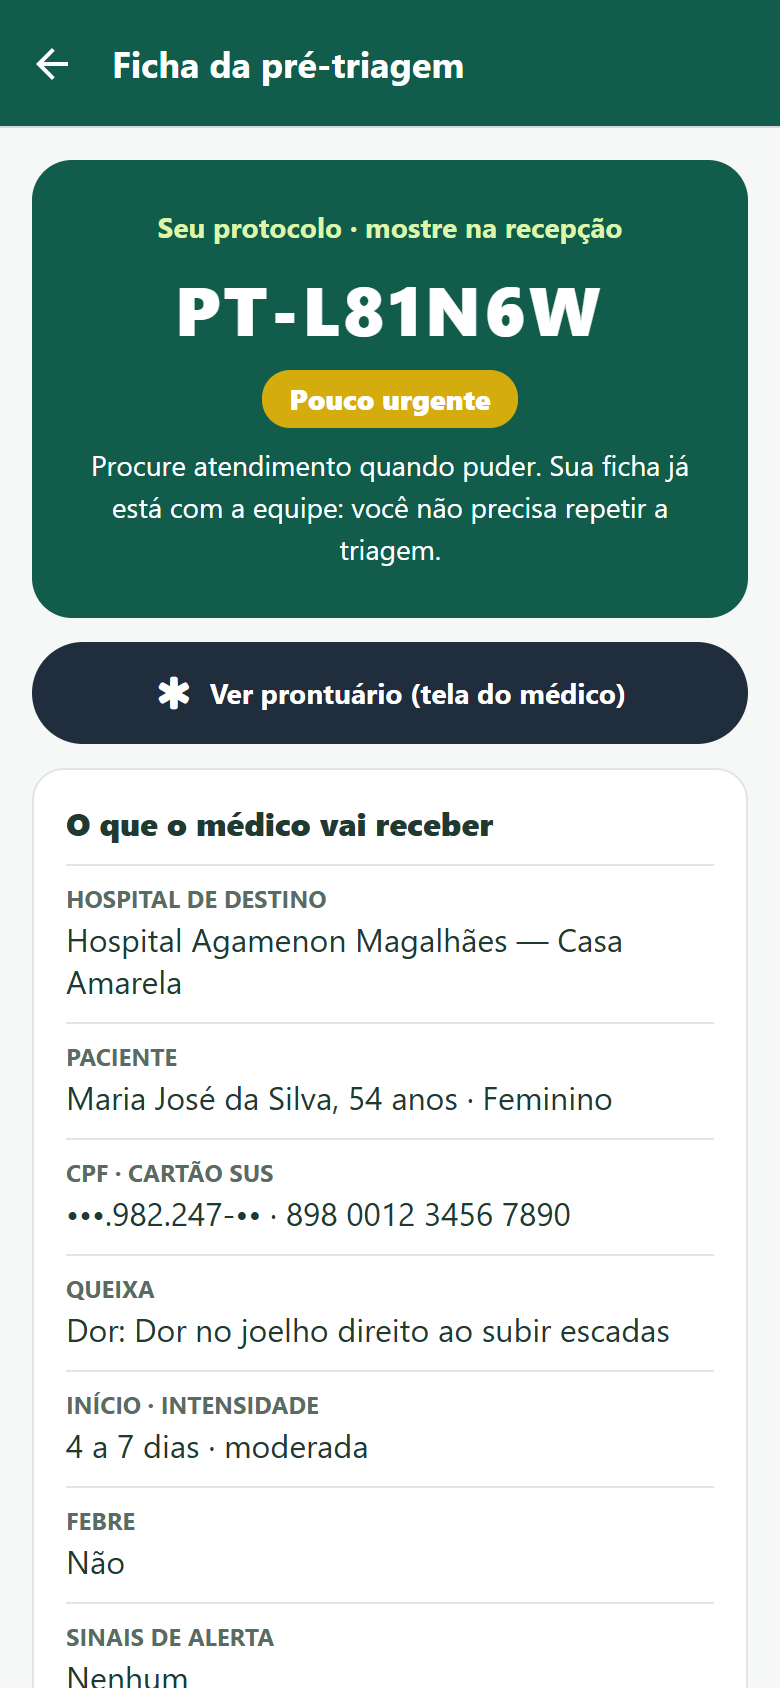 Ficha da pré-triagem
Seu protocolo · mostre na recepção
PT-L81N6W
Pouco urgente
Procure atendimento quando puder. Sua ficha já
está com a equipe: você não precisa repetir a
triagem.
Ver prontuário (tela do médico)
O que o médico vai receber
HOSPITAL DE DESTINO
Hospital Agamenon Magalhães — Casa
Amarela
PACIENTE
Maria José da Silva, 54 anos · Feminino
CPF · CARTÃO SUS
•••.982.247-•• · 898 0012 3456 7890
QUEIXA
Dor: Dor no joelho direito ao subir escadas
INÍCIO · INTENSIDADE
4 a 7 dias · moderada
FEBRE
Não
SINAIS DE ALERTA
Nenhum